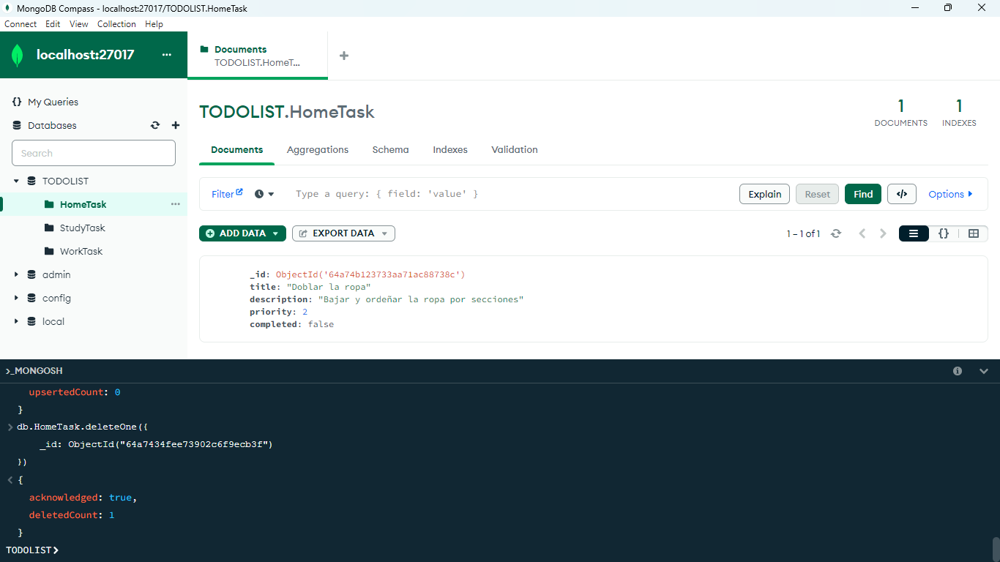 MongoDB Compass - localhost:27017/TODOLIST.HomeTask
Connect Edit View Collection Help
localhost:27017 ...
Documents
TODOLIST.HomeT...
My Queries
Databases
Search
TODOLIST
HomeTask
StudyTask
WorkTask
admin
config
local
TODOLIST.HomeTask
1
DOCUMENTS
1
INDEXES
Documents Aggregations Schema Indexes Validation
Filter Type a query: { field: 'value' } Explain Reset Find </> Options
ADD DATA EXPORT DATA 1 – 1 of 1 {}
_id: ObjectId('64a74b123733aa71ac88738c')
title: "Doblar la ropa"
description: "Bajar y ordeñar la ropa por secciones"
priority: 2
completed: false
>_MONGOSH
upsertedCount: 0
}
> db.HomeTask.deleteOne({
_id: ObjectId("64a7434fee73902c6f9ecb3f")
})
< {
acknowledged: true,
deletedCount: 1
}
TODOLIST>